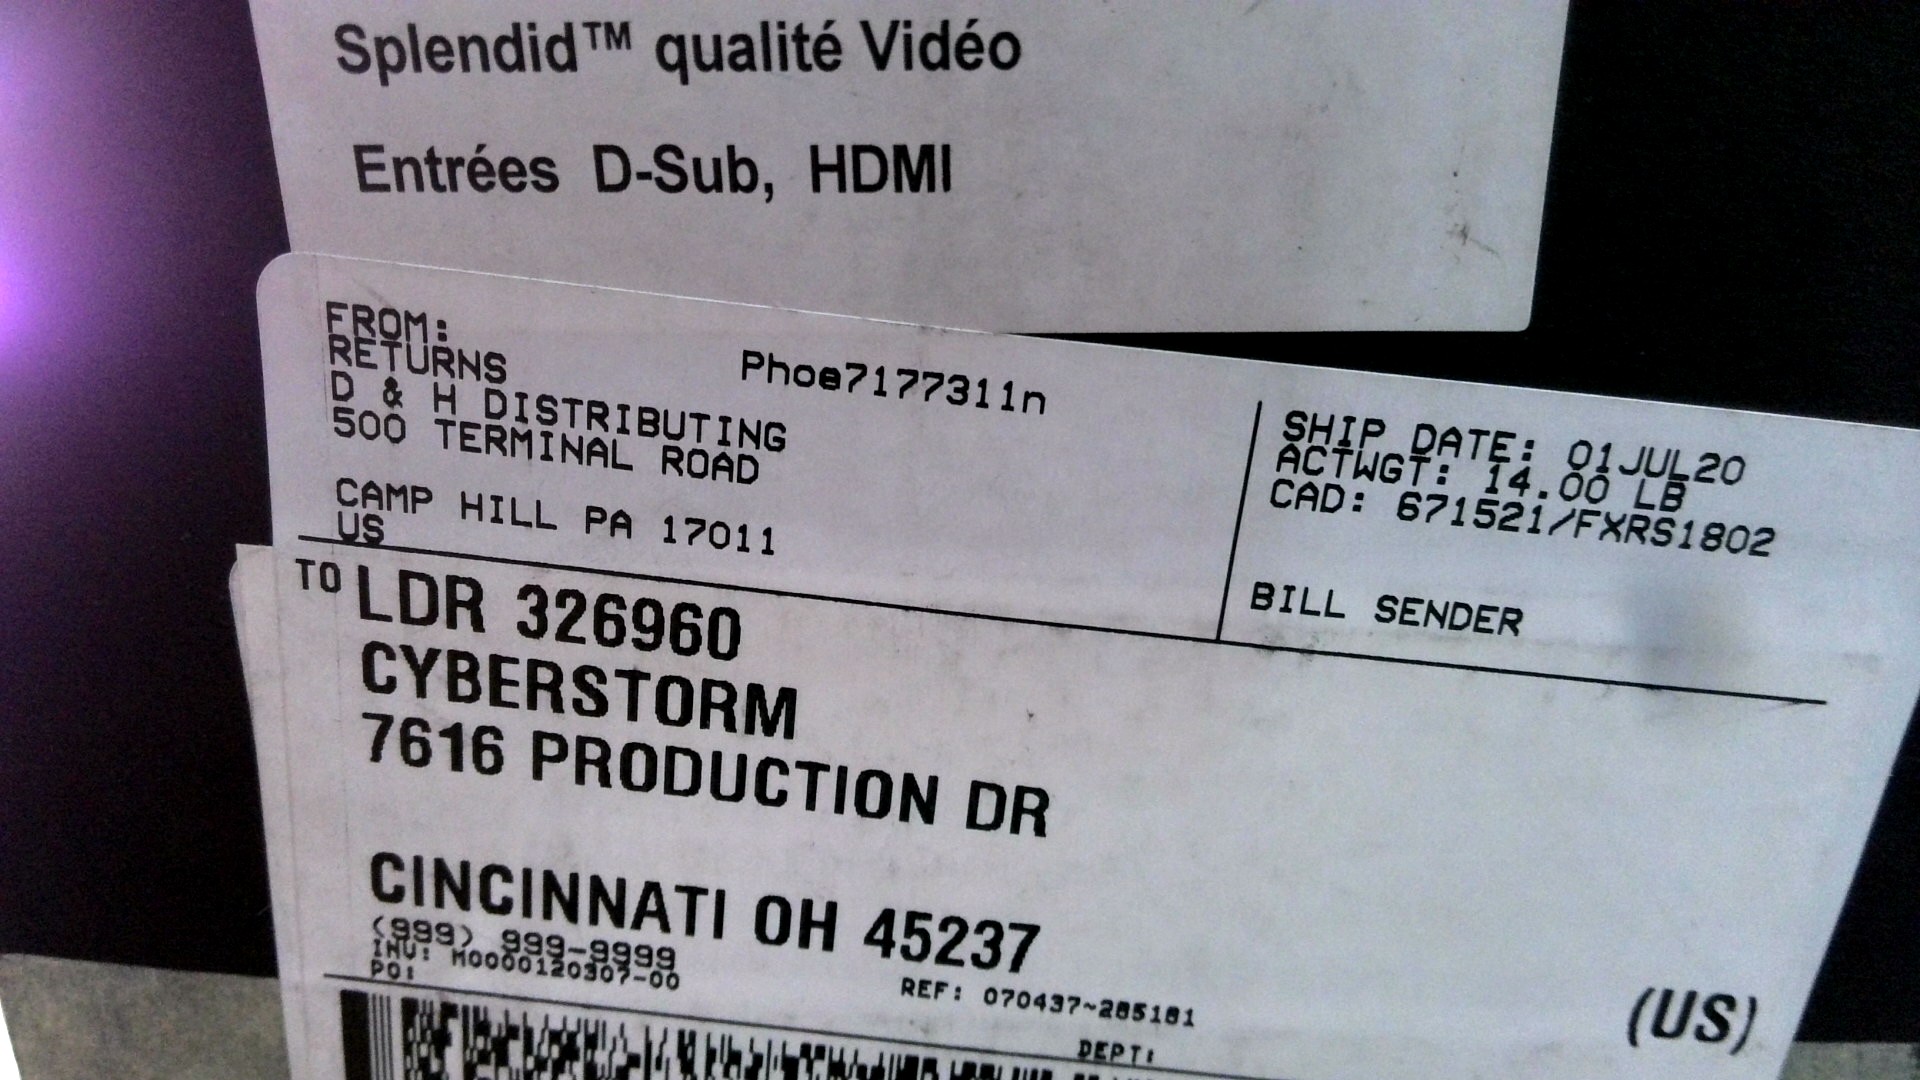 Splendid™ qualité Vidéo
Entrées D-Sub, HDMI
FROM:
RETURNS
D & H DISTRIBUTING
500 TERMINAL ROAD
CAMP HILL PA 17011
US
Phoe7177311n
SHIP DATE: 01JUL20
ACTWGT: 14.00 LB
CAD: 671521/FXRS1802
BILL SENDER
TO LDR 326960
CYBERSTORM
7616 PRODUCTION DR
CINCINNATI OH 45237
(999) 999-9999
INV: M0000120307-00
PO:
REF: 070437~285181
DEPT:
(US)